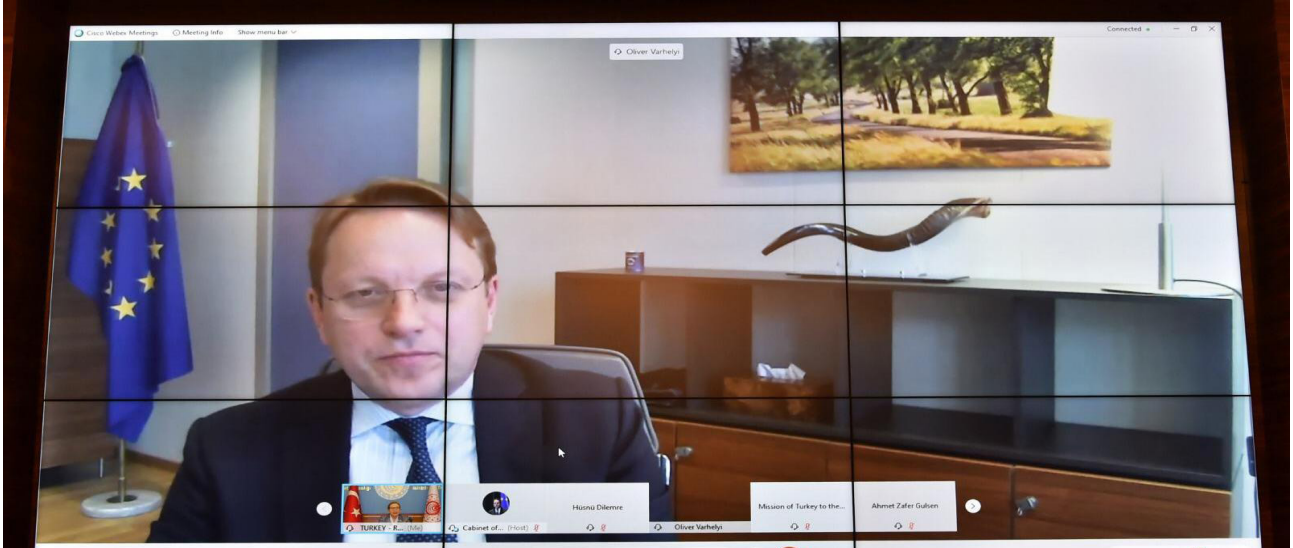 Cisco Webex Meetings
Meeting Info
Show menu bar
Connected
Oliver Varhelyi
TURKEY - R... (Me)
Cabinet of... (Host)
Hüsnü Dilemre
Oliver Varhelyi
Mission of Turkey to the...
Ahmet Zafer Gulsen